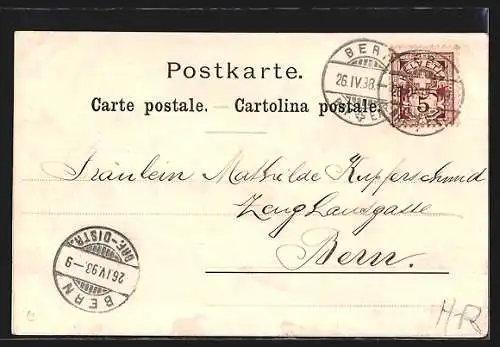 Postkarte.
Carte postale. — Cartolina postale.
BERN
26.IV.98.
HELVETIA
5
Fräulein Mathilde Kupferschmid
Zeughausgasse
Bern.
BRF.-DISTR.
26.IV.98.–9
BERN
H-R